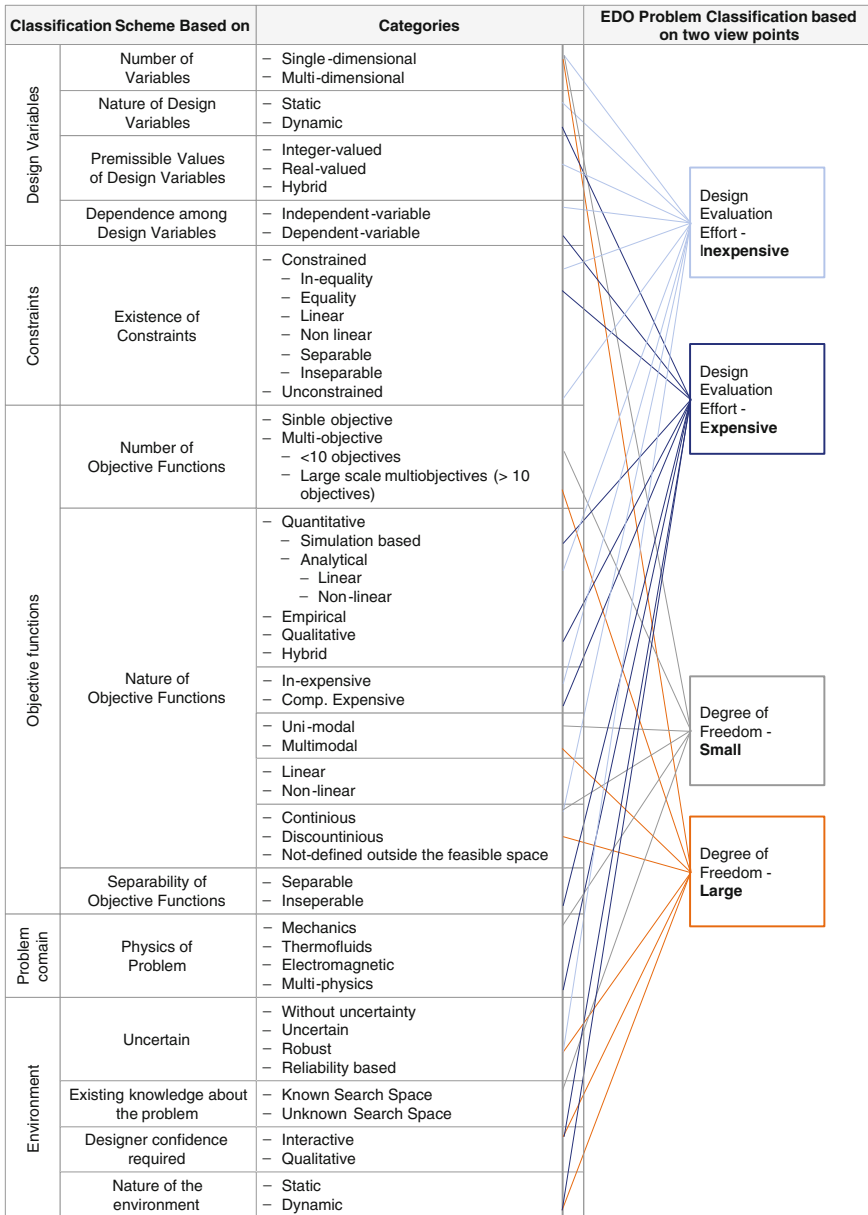 Classification Scheme Based on
Categories
EDO Problem Classification based
on two view points
Design Variables
Number of
Variables
– Single-dimensional
– Multi-dimensional
Nature of Design
Variables
– Static
– Dynamic
Premissible Values
of Design Variables
– Integer-valued
– Real-valued
– Hybrid
Dependence among
Design Variables
– Independent-variable
– Dependent-variable
Constraints
Existence of
Constraints
– Constrained
– In-equality
– Equality
– Linear
– Non linear
– Separable
– Inseparable
– Unconstrained
Objective functions
Number of
Objective Functions
– Sinble objective
– Multi-objective
– <10 objectives
– Large scale multiobjectives (> 10
objectives)
Nature of
Objective Functions
– Quantitative
– Simulation based
– Analytical
– Linear
– Non-linear
– Empirical
– Qualitative
– Hybrid
– In-expensive
– Comp. Expensive
– Uni-modal
– Multimodal
– Linear
– Non-linear
– Continious
– Discountinious
– Not-defined outside the feasible space
Separability of
Objective Functions
– Separable
– Inseperable
Problem
comain
Physics of
Problem
– Mechanics
– Thermofluids
– Electromagnetic
– Multi-physics
Environment
Uncertain
– Without uncertainty
– Uncertain
– Robust
– Reliability based
Existing knowledge about
the problem
– Known Search Space
– Unknown Search Space
Designer confidence
required
– Interactive
– Qualitative
Nature of the
environment
– Static
– Dynamic
Design
Evaluation
Effort -
Inexpensive
Design
Evaluation
Effort -
Expensive
Degree of
Freedom -
Small
Degree of
Freedom -
Large